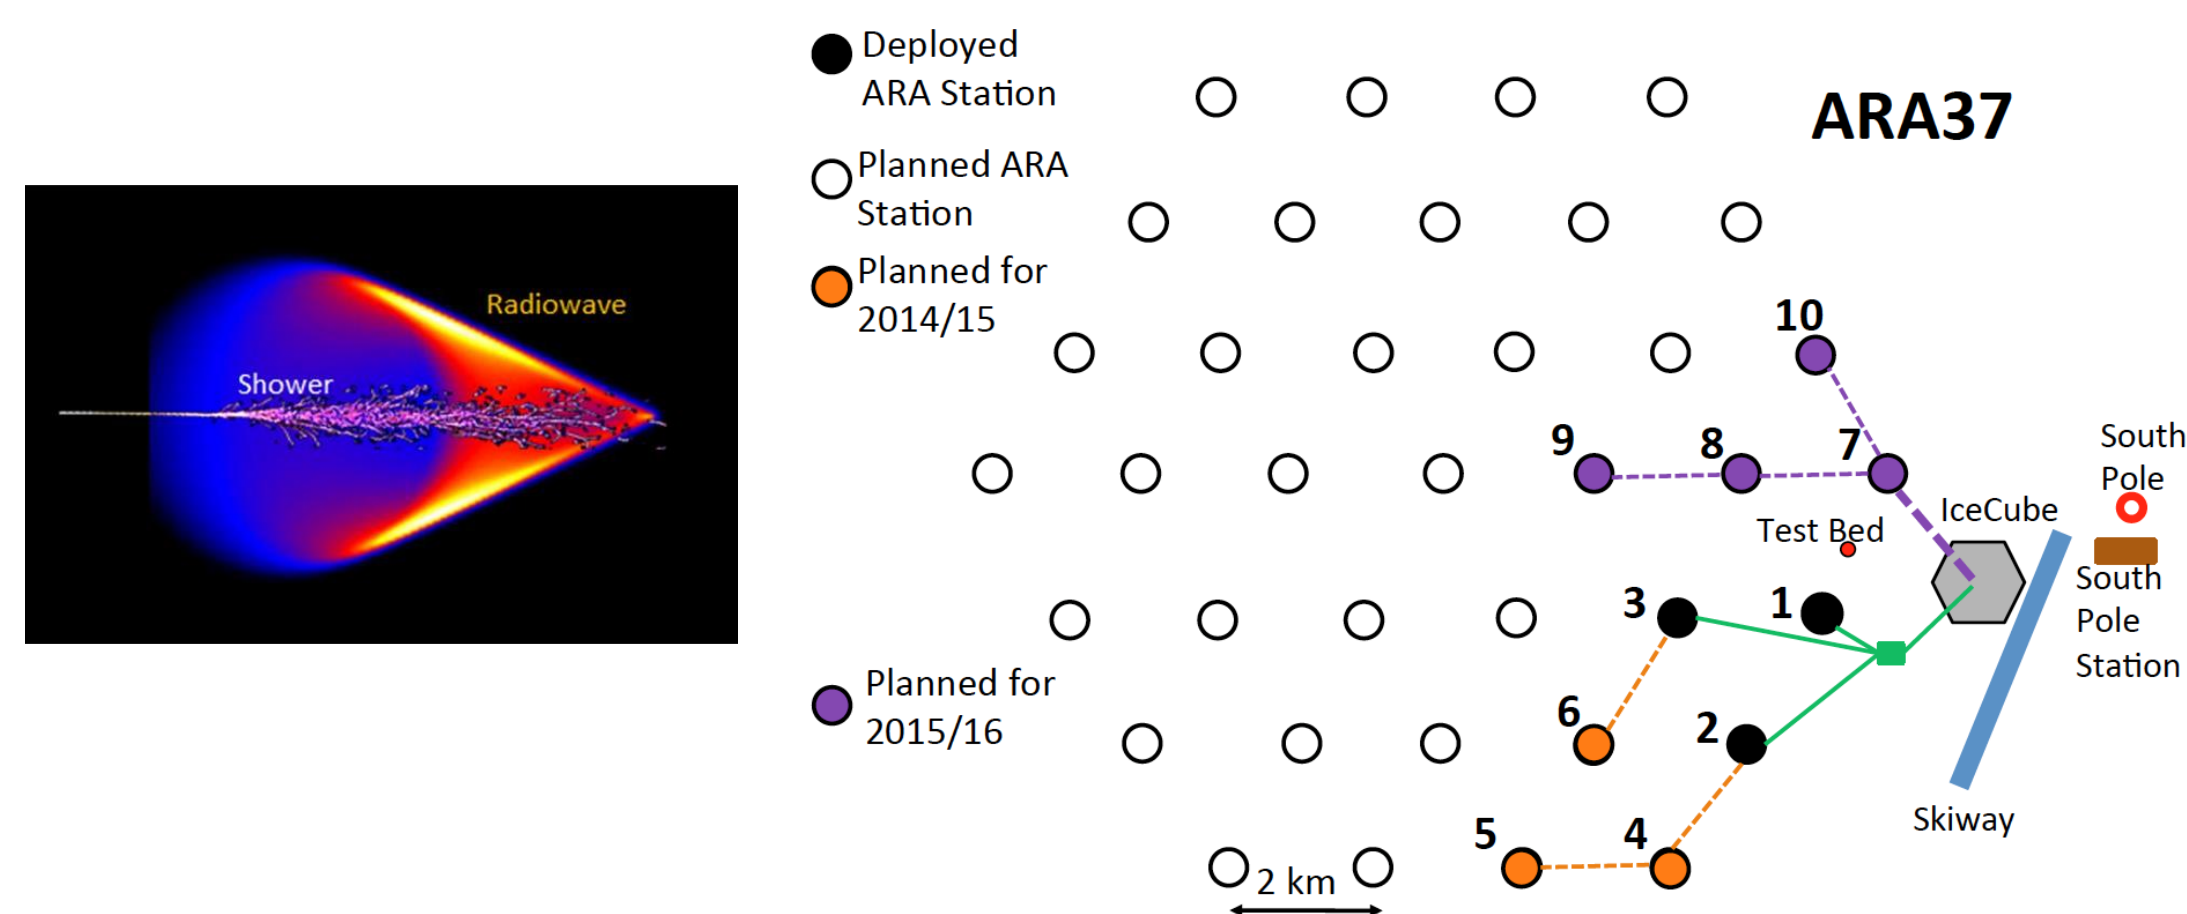 Radiowave
Shower
Deployed
ARA Station
Planned ARA
Station
Planned for
2014/15
Planned for
2015/16
ARA37
10
9
8
7
South
Pole
IceCube
Test Bed
South
Pole
Station
3
1
6
2
5
4
Skiway
2 km